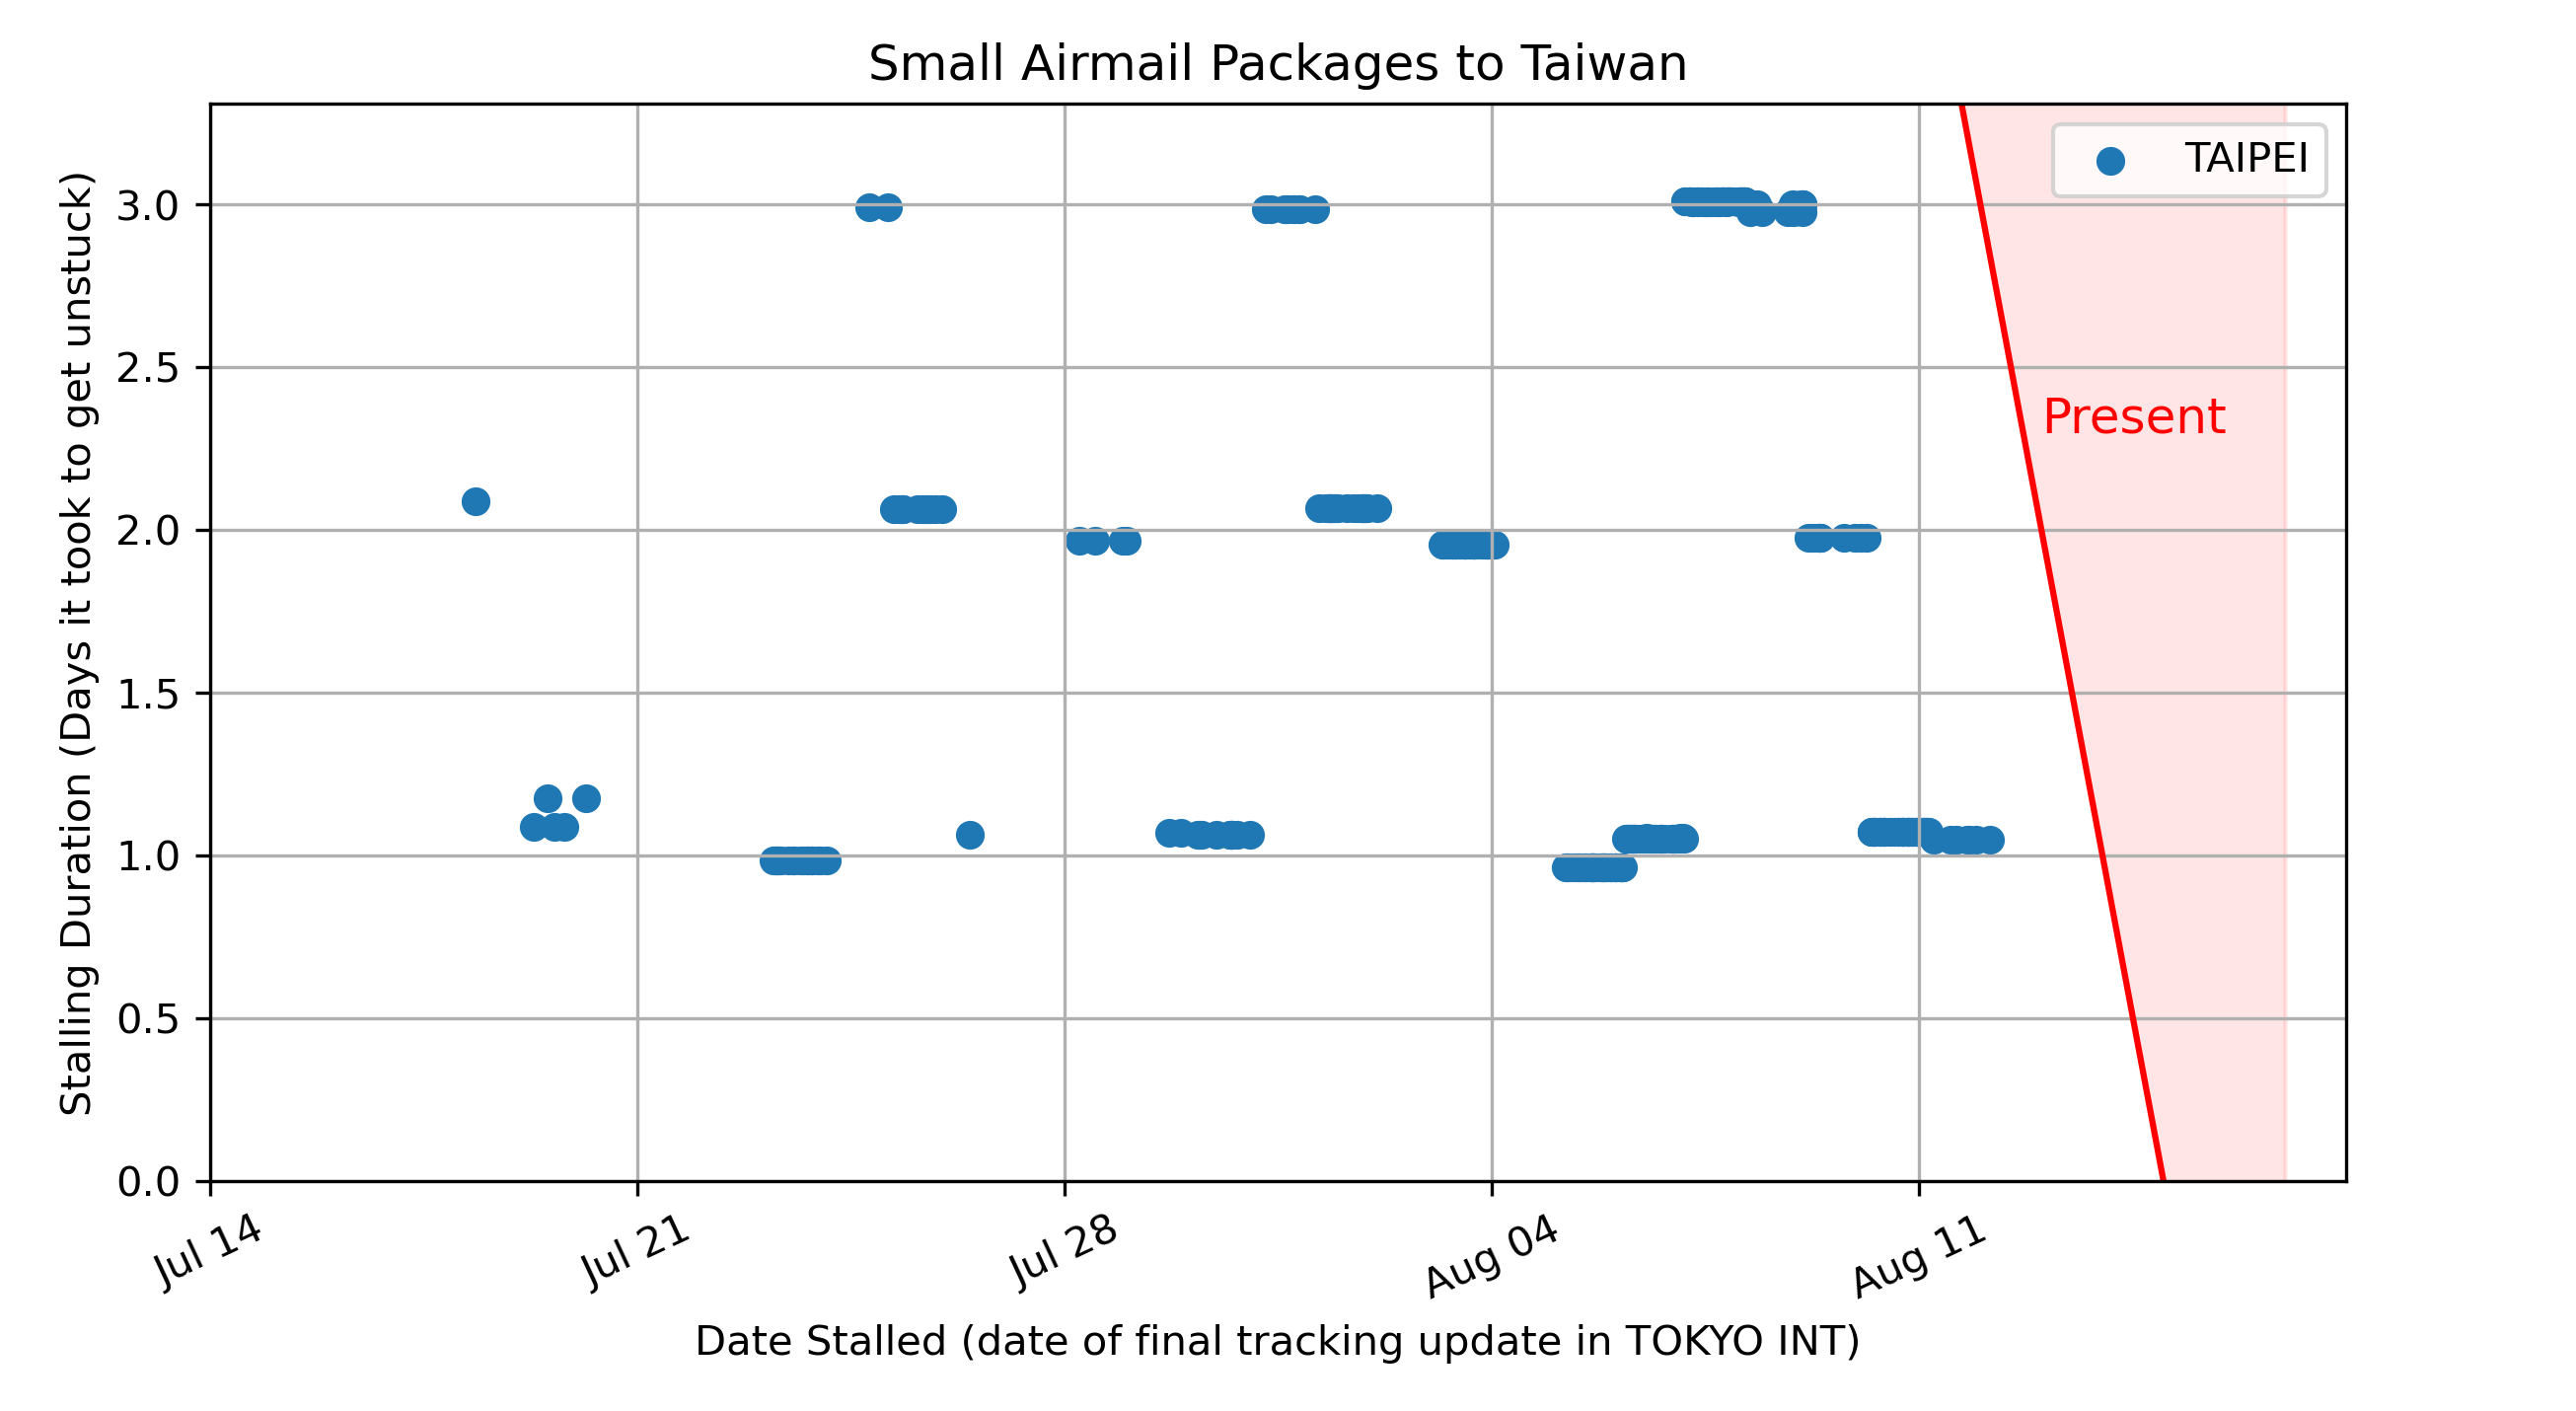 Small Airmail Packages to Taiwan
TAIPEI
Present
Stalling Duration (Days it took to get unstuck)
3.0
2.5
2.0
1.5
1.0
0.5
0.0
Jul 14
Jul 21
Jul 28
Aug 04
Aug 11
Date Stalled (date of final tracking update in TOKYO INT)